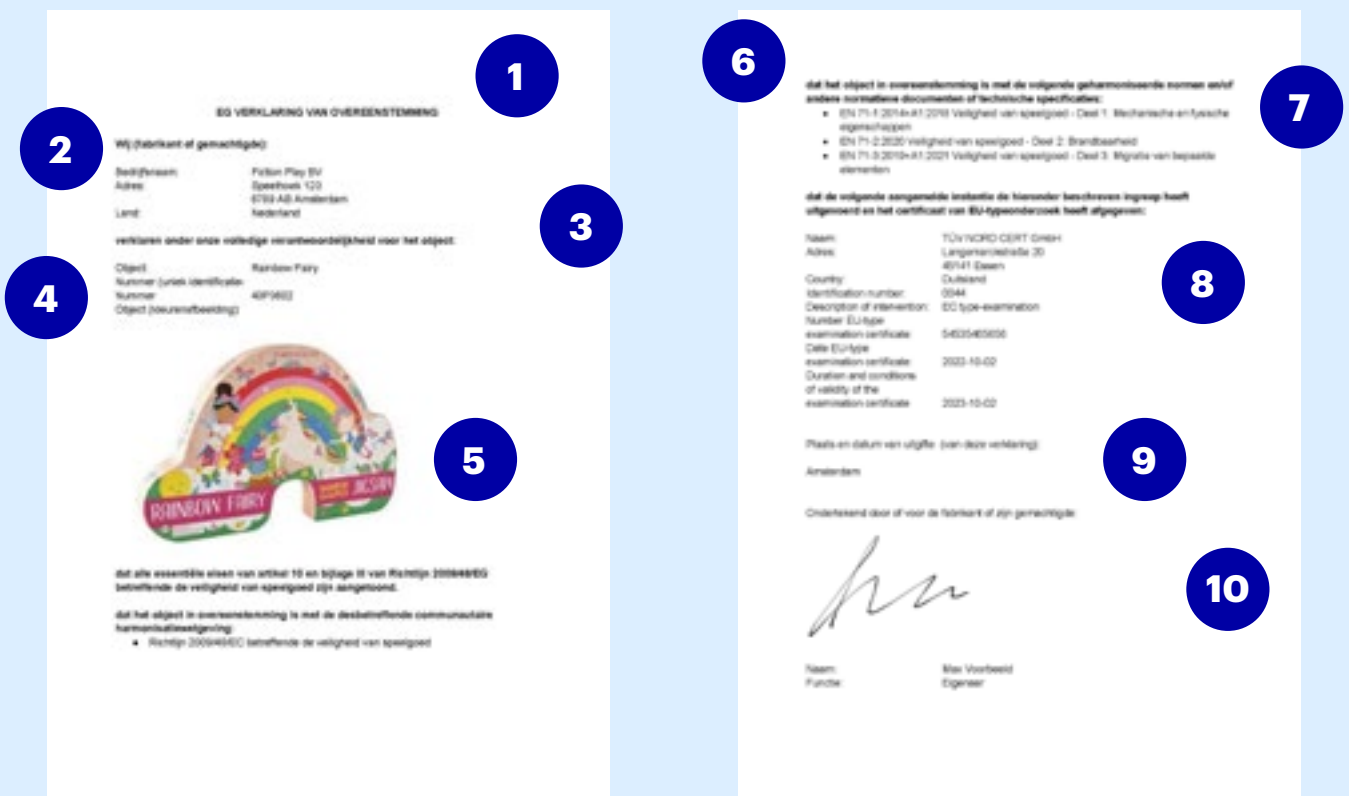 1
EG VERKLARING VAN OVEREENSTEMMING
2
Wij (fabrikant of gemachtigde):
Bedrijfsnaam: Fiction Play BV
Adres: Speelhoek 123
6789 AB Amsterdam
Land: Nederland
3
verklaren onder onze volledige verantwoordelijkheid voor het object:
4
Object: Rainbow Fairy
Nummer (uniek identificatie-
Nummer
Object (kleurenafbeelding):
RAINBOW FAIRY
JIGSAW
5
dat alle essentiële eisen van artikel 10 en bijlage II van Richtlijn 2009/48/EG
betreffende de veiligheid van speelgoed zijn aangetoond.
dat het object in overeenstemming is met de desbetreffende communautaire
harmonisatiewetgeving:
• Richtlijn 2009/48/EC betreffende de veiligheid van speelgoed
6
dat het object in overeenstemming is met de volgende geharmoniseerde normen en/of
andere normatieve documenten of technische specificaties:
7
• EN 71-1:2014+A1:2018 Veiligheid van speelgoed - Deel 1: Mechanische en fysische
eigenschappen
• EN 71-2:2020 Veiligheid van speelgoed - Deel 2: Brandbaarheid
• EN 71-3:2019+A1:2021 Veiligheid van speelgoed - Deel 3: Migratie van bepaalde
elementen
dat de volgende aangemelde instantie de hieronder beschreven ingreep heeft
uitgevoerd en het certificaat van EU-typeonderzoek heeft afgegeven:
Naam: TÜV NORD CERT GmbH
Adres: Langemarckstraße 20
45141 Essen
8
Country: Duitsland
Identification number: 0044
Description of intervention: EC type-examination
Number EU-type
examination certificate:
Date EU-type
examination certificate: 2022-10-02
Duration and conditions
of validity of the
examination certificate 2023-10-02
Plaats en datum van uitgifte (van deze verklaring):
9
Amsterdam
Ondertekend door of voor de fabrikant of zijn gemachtigde:
10
Naam: Max Voorbeeld
Functie: Eigenaar